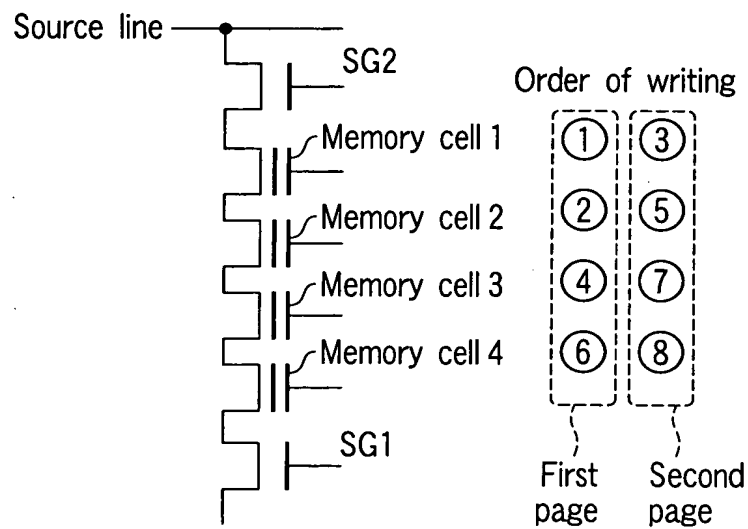 Source line
SG2
Order of writing
Memory cell 1 ① ③
Memory cell 2 ② ⑤
Memory cell 3 ④ ⑦
Memory cell 4 ⑥ ⑧
SG1
First Second
page page